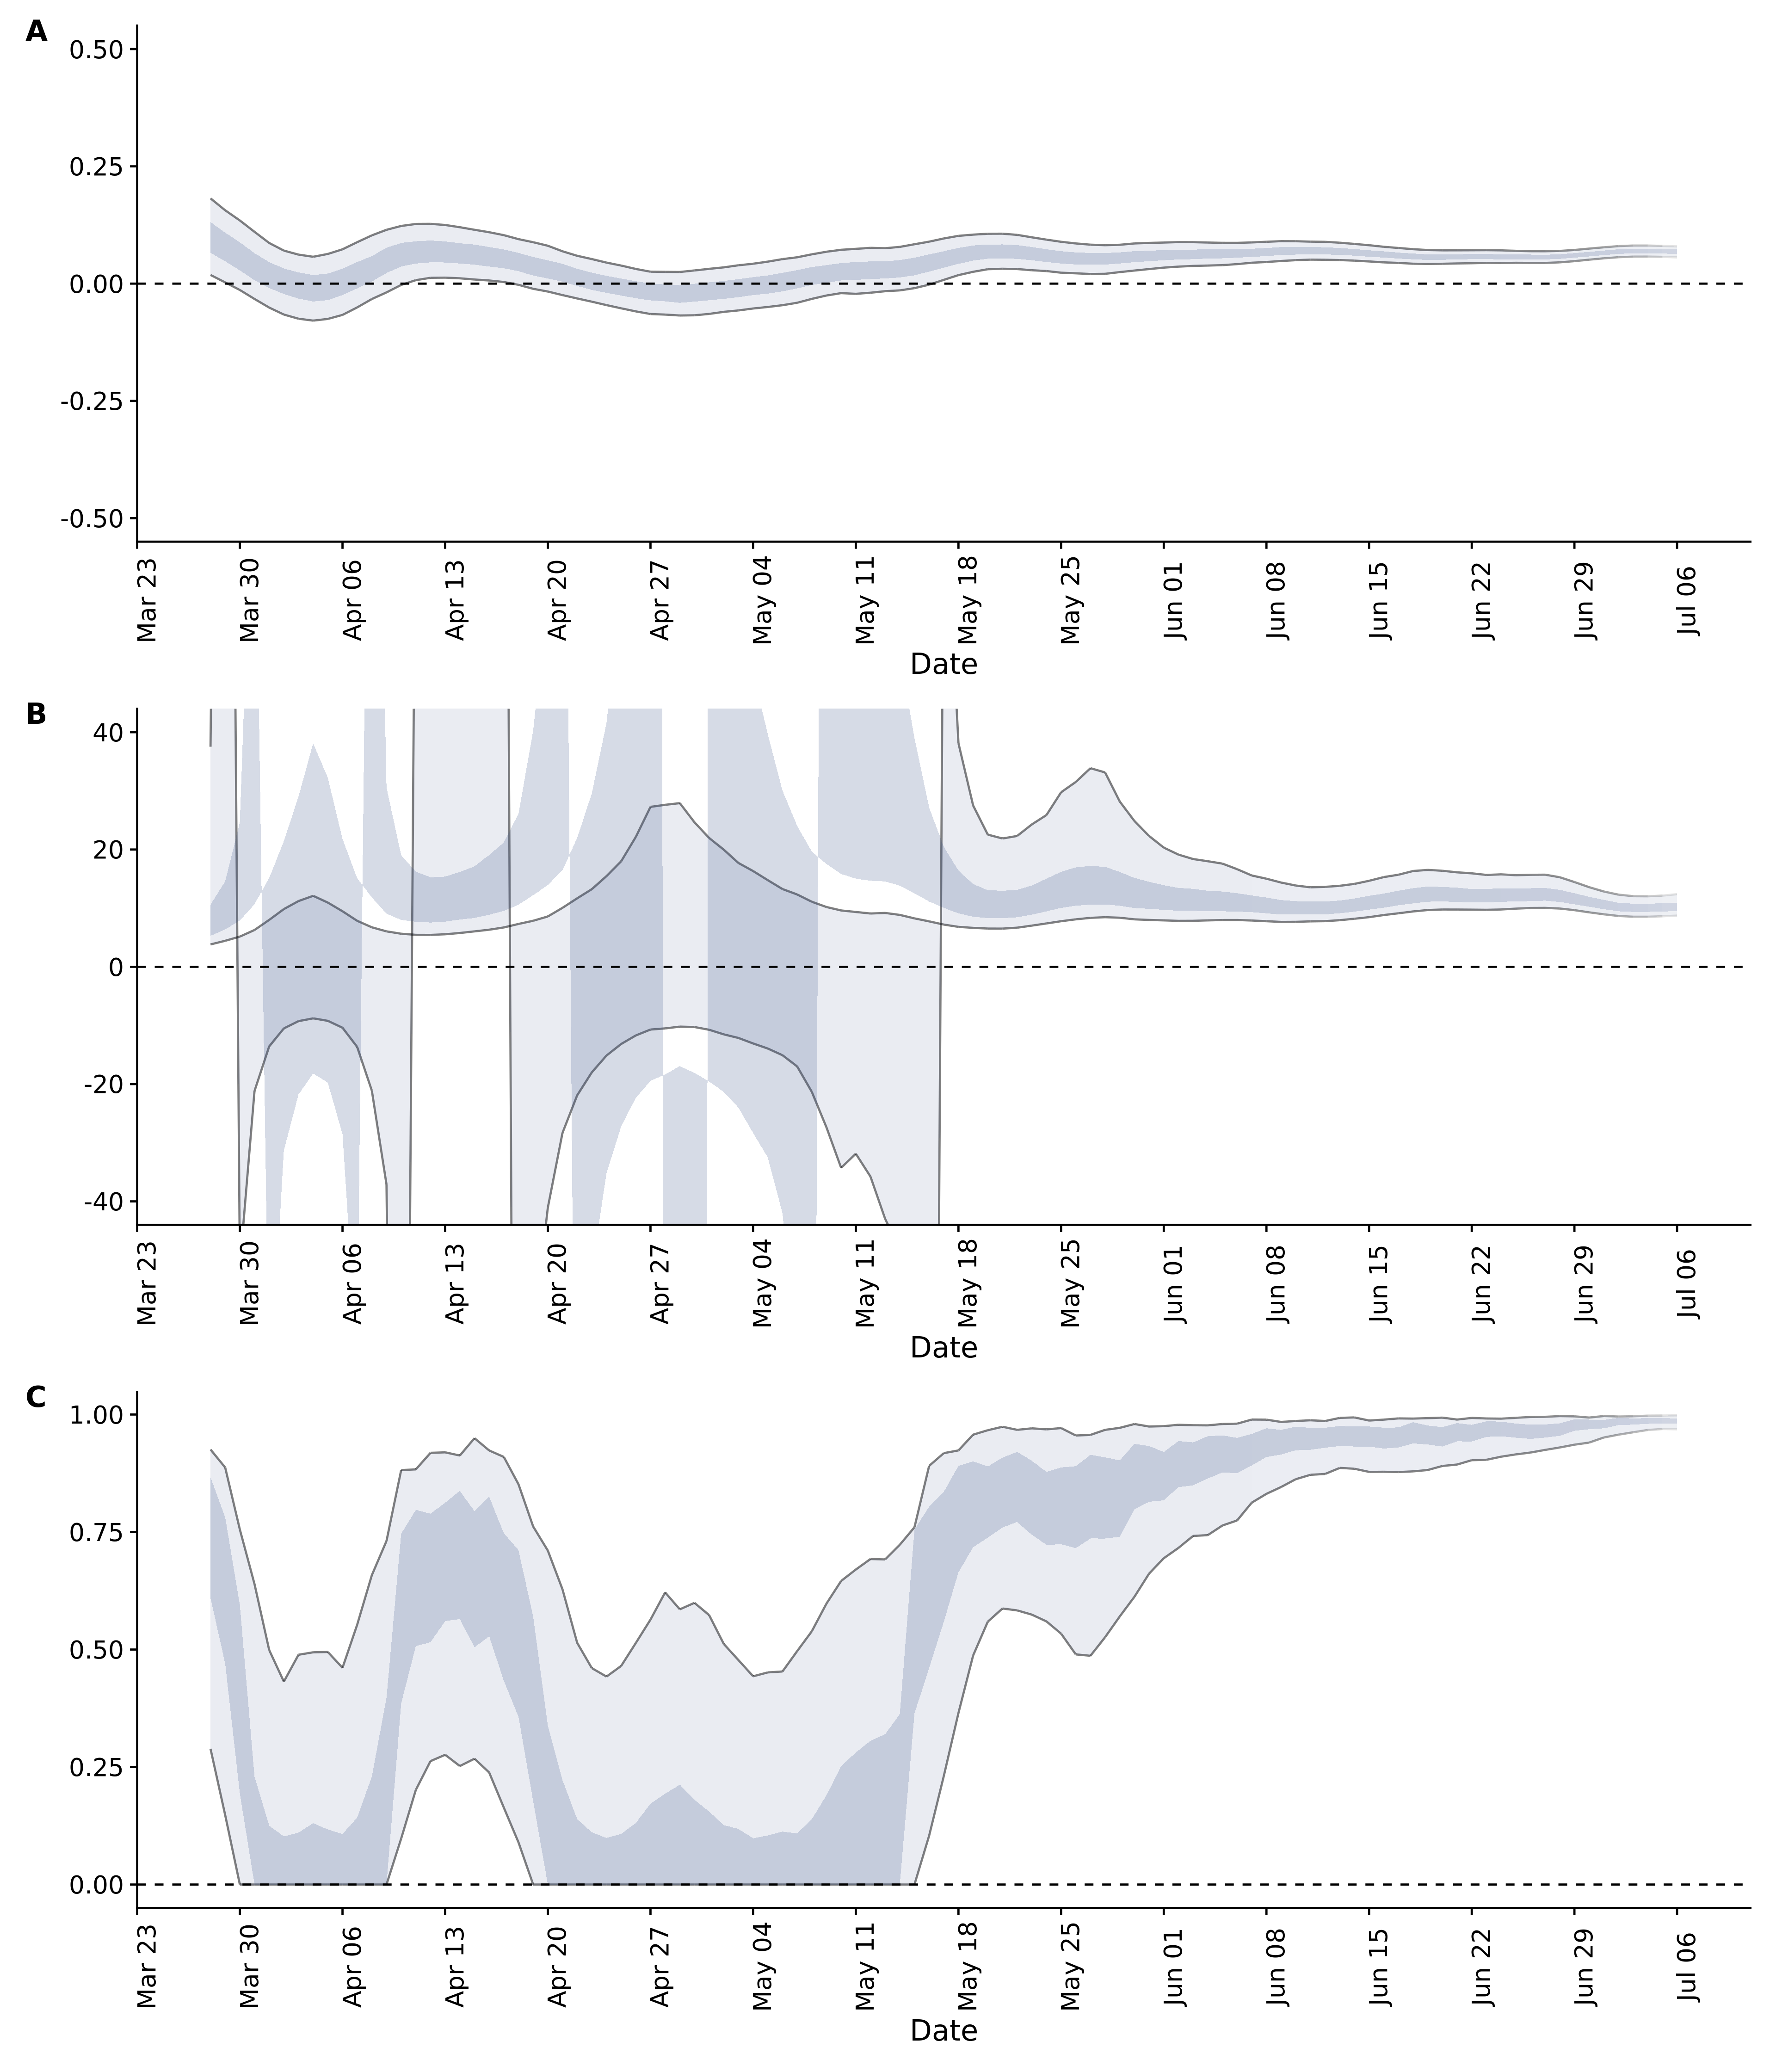 A
0.50
0.25
0.00
-0.25
-0.50
Mar 23
Mar 30
Apr 06
Apr 13
Apr 20
Apr 27
May 04
May 11
May 18
May 25
Jun 01
Jun 08
Jun 15
Jun 22
Jun 29
Jul 06
Date
B
40
20
0
-20
-40
Mar 23
Mar 30
Apr 06
Apr 13
Apr 20
Apr 27
May 04
May 11
May 18
May 25
Jun 01
Jun 08
Jun 15
Jun 22
Jun 29
Jul 06
Date
C
1.00
0.75
0.50
0.25
0.00
Mar 23
Mar 30
Apr 06
Apr 13
Apr 20
Apr 27
May 04
May 11
May 18
May 25
Jun 01
Jun 08
Jun 15
Jun 22
Jun 29
Jul 06
Date